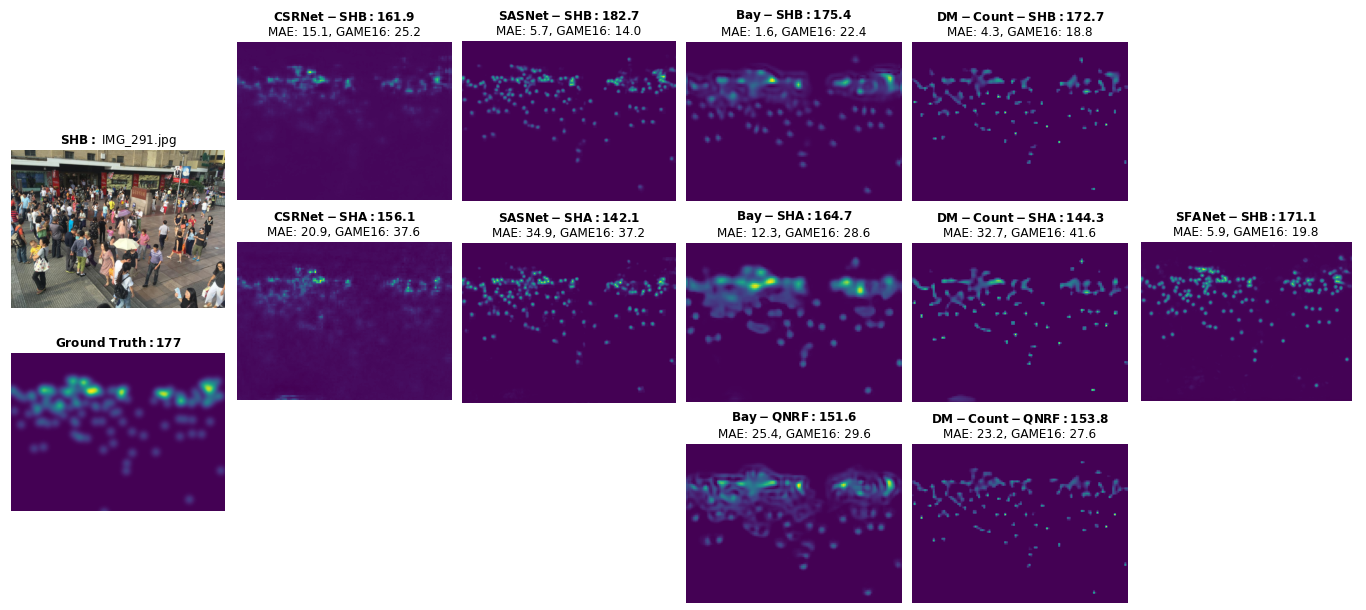 CSRNet-SHB: 161.9
MAE: 15.1, GAME16: 25.2
SASNet-SHB: 182.7
MAE: 5.7, GAME16: 14.0
Bay-SHB: 175.4
MAE: 1.6, GAME16: 22.4
DM-Count-SHB: 172.7
MAE: 4.3, GAME16: 18.8
SHB: IMG_291.jpg
CSRNet-SHA: 156.1
MAE: 20.9, GAME16: 37.6
SASNet-SHA: 142.1
MAE: 34.9, GAME16: 37.2
Bay-SHA: 164.7
MAE: 12.3, GAME16: 28.6
DM-Count-SHA: 144.3
MAE: 32.7, GAME16: 41.6
SFANet-SHB: 171.1
MAE: 5.9, GAME16: 19.8
Ground Truth: 177
Bay-QNRF: 151.6
MAE: 25.4, GAME16: 29.6
DM-Count-QNRF: 153.8
MAE: 23.2, GAME16: 27.6